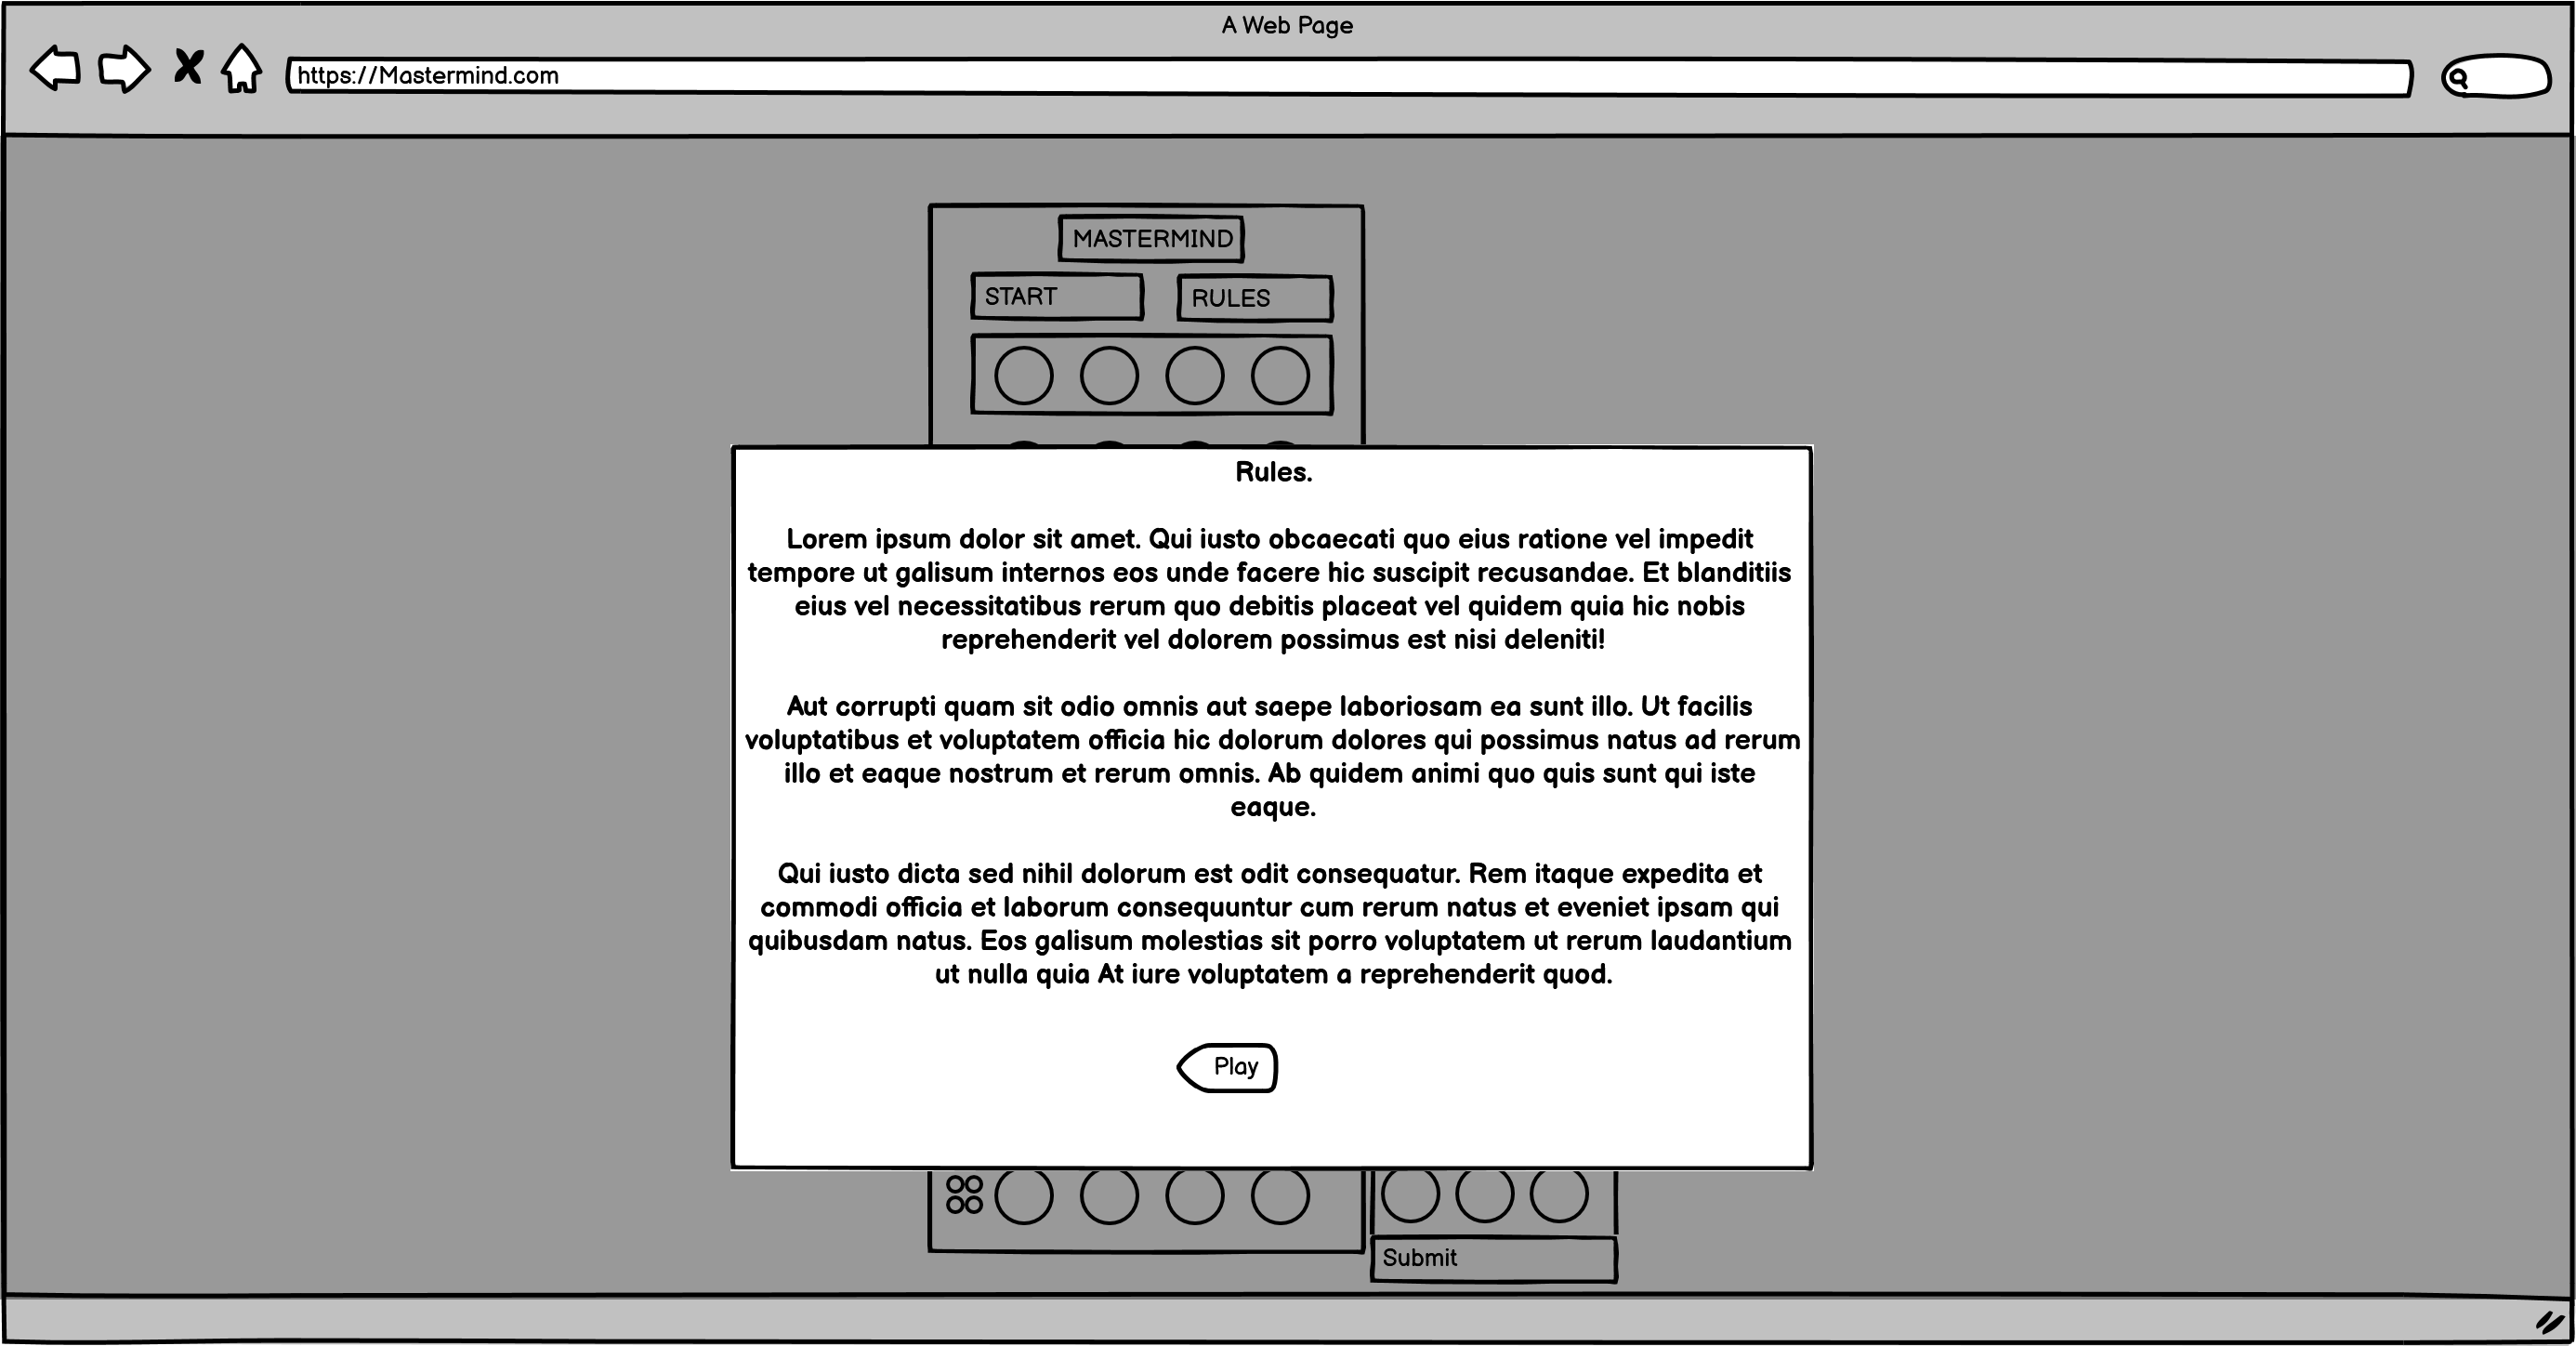 A Web Page
https://Mastermind.com
MASTERMIND
START
RULES
Rules.
Lorem ipsum dolor sit amet. Qui iusto obcaecati quo eius ratione vel impedit
tempore ut galisum internos eos unde facere hic suscipit recusandae. Et blanditiis
eius vel necessitatibus rerum quo debitis placeat vel quidem quia hic nobis
reprehenderit vel dolorem possimus est nisi deleniti!
Aut corrupti quam sit odio omnis aut saepe laboriosam ea sunt illo. Ut facilis
voluptatibus et voluptatem officia hic dolorum dolores qui possimus natus ad rerum
illo et eaque nostrum et rerum omnis. Ab quidem animi quo quis sunt qui iste
eaque.
Qui iusto dicta sed nihil dolorum est odit consequatur. Rem itaque expedita et
commodi officia et laborum consequuntur cum rerum natus et eveniet ipsam qui
quibusdam natus. Eos galisum molestias sit porro voluptatem ut rerum laudantium
ut nulla quia At iure voluptatem a reprehenderit quod.
Play
Submit